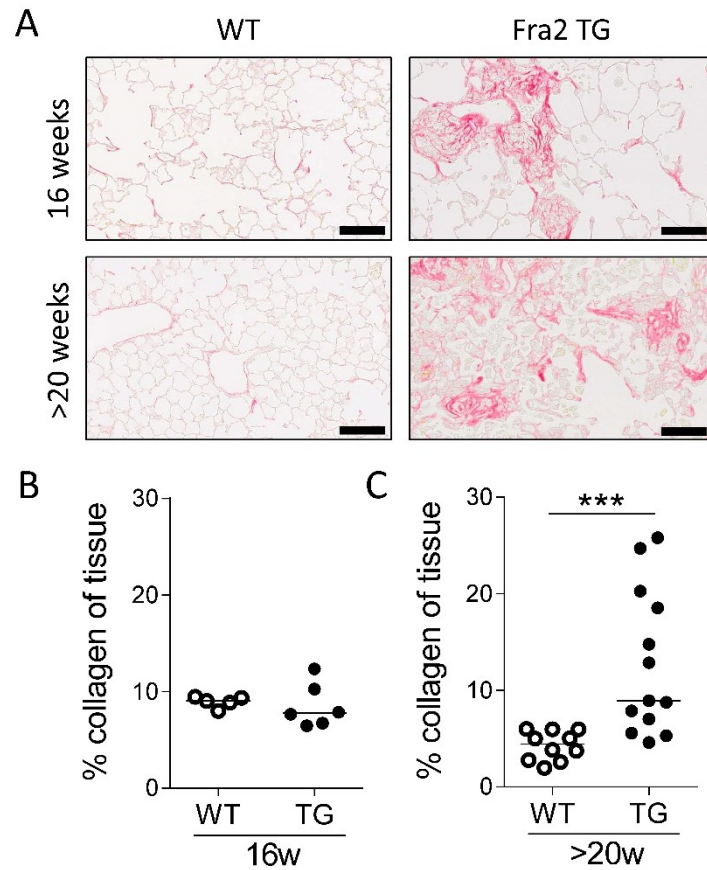 A
WT
Fra2 TG
16 weeks
>20 weeks
B
% collagen of tissue
30
20
10
0
WT
TG
16w
C
% collagen of tissue
30
20
10
0
***
WT
TG
>20w